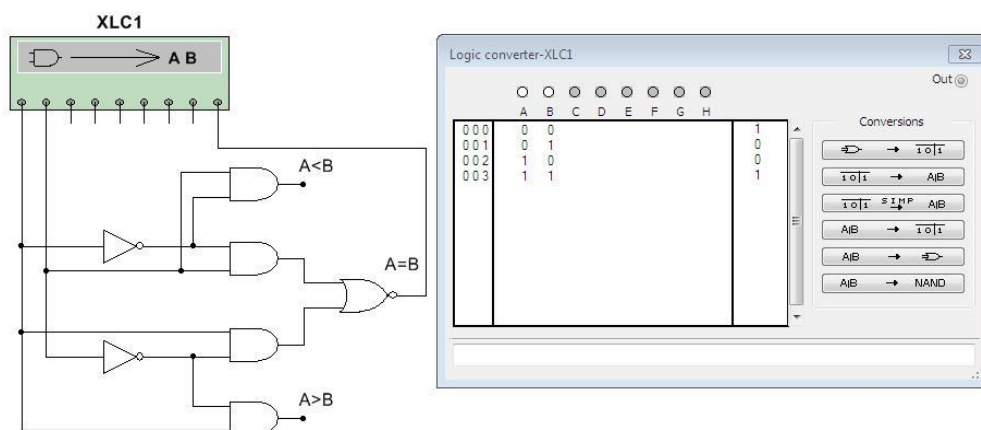 XLC1
A B
A<B
A=B
A>B
Logic converter-XLC1
Out
A B C D E F G H
000 0 0 1
001 0 1 0
002 1 0 0
003 1 1 1
Conversions
→ 10|1
10|1 → A|B
10|1 SIMP → A|B
A|B → 10|1
A|B →
A|B → NAND